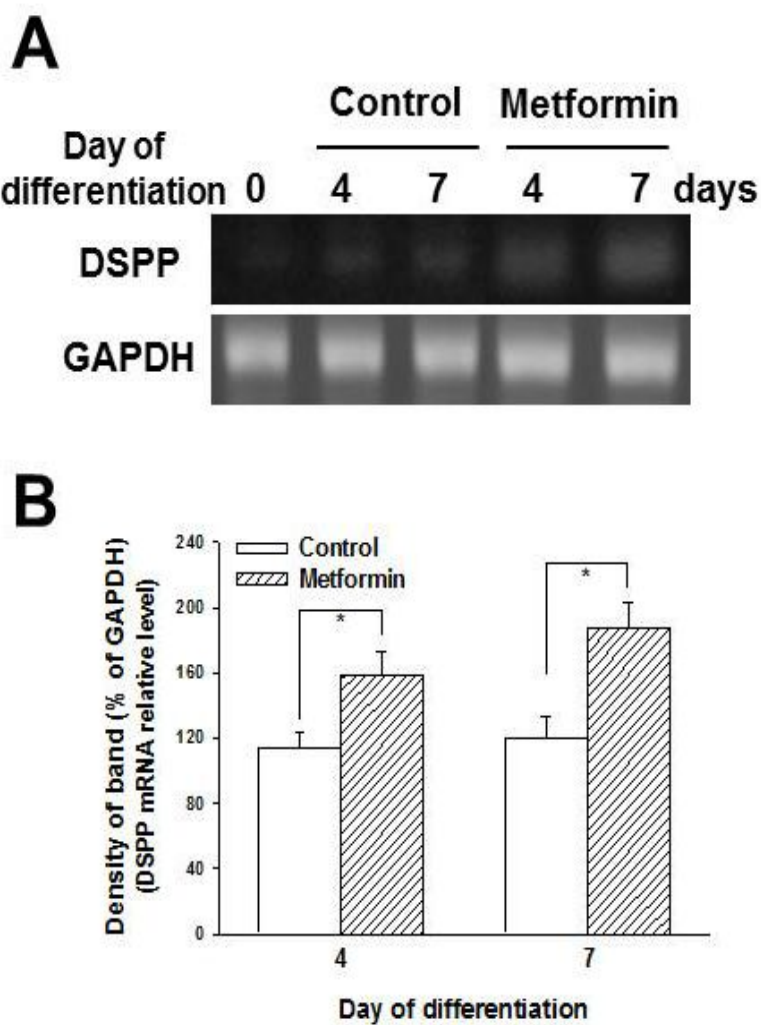 A
Control Metformin
Day of
differentiation 0 4 7 4 7 days
DSPP
GAPDH
B
Density of band (% of GAPDH)
(DSPP mRNA relative level)
240
200
160
120
80
40
0
Control
Metformin
*
*
4 7
Day of differentiation